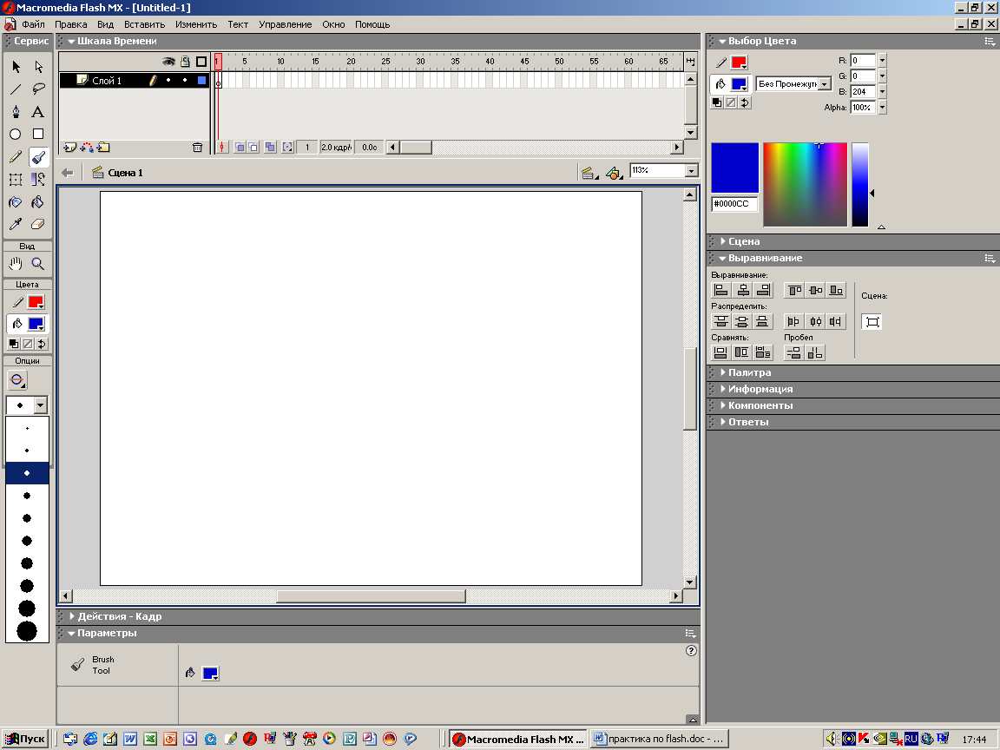 Macromedia Flash MX - [Untitled-1]
Файл Правка Вид Вставить Изменить Тект Управление Окно Помощь
Сервис
Шкала Времени
Выбор Цвета
1 5 10 15 20 25 30 35 40 45 50 55 60 65
Слой 1
R: 0
G: 0
Без Промежутк
B: 204
Alpha: 100%
1 2.0 кдр/ 0.0с
Сцена 1
113%
#0000CC
Вид
Цвета
Опции
Сцена
Выравнивание
Выравнивание:
Сцена:
Распределить:
Сравнять:
Пробел
Палитра
Информация
Компоненты
Ответы
Действия - Кадр
Параметры
Brush
Tool
?
Пуск
Macromedia Flash MX ...
практика по flash.doc - ...
RU
17:44